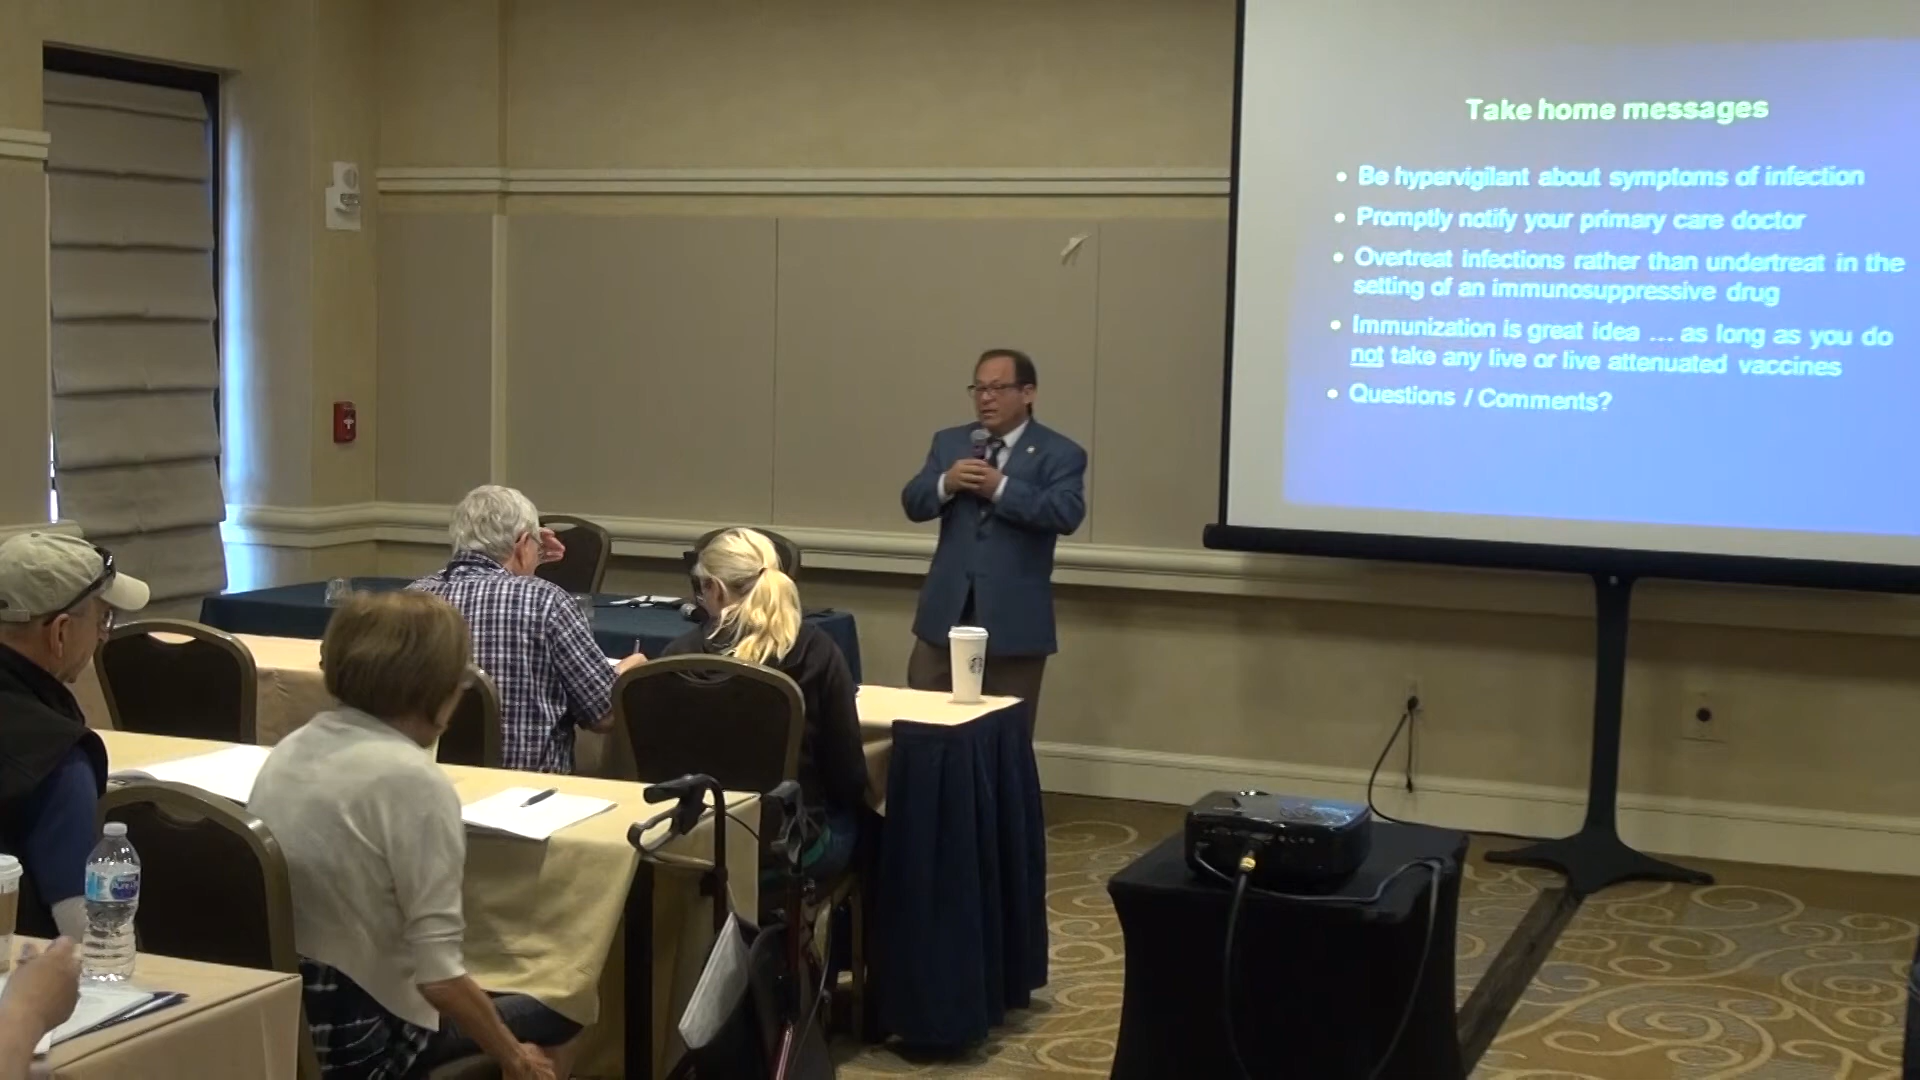 Take home messages
• Be hypervigilant about symptoms of infection
• Promptly notify your primary care doctor
• Overtreat infections rather than undertreat in the
setting of an immunosuppressive drug
• Immunization is great idea ... as long as you do
not take any live or live attenuated vaccines
• Questions / Comments?